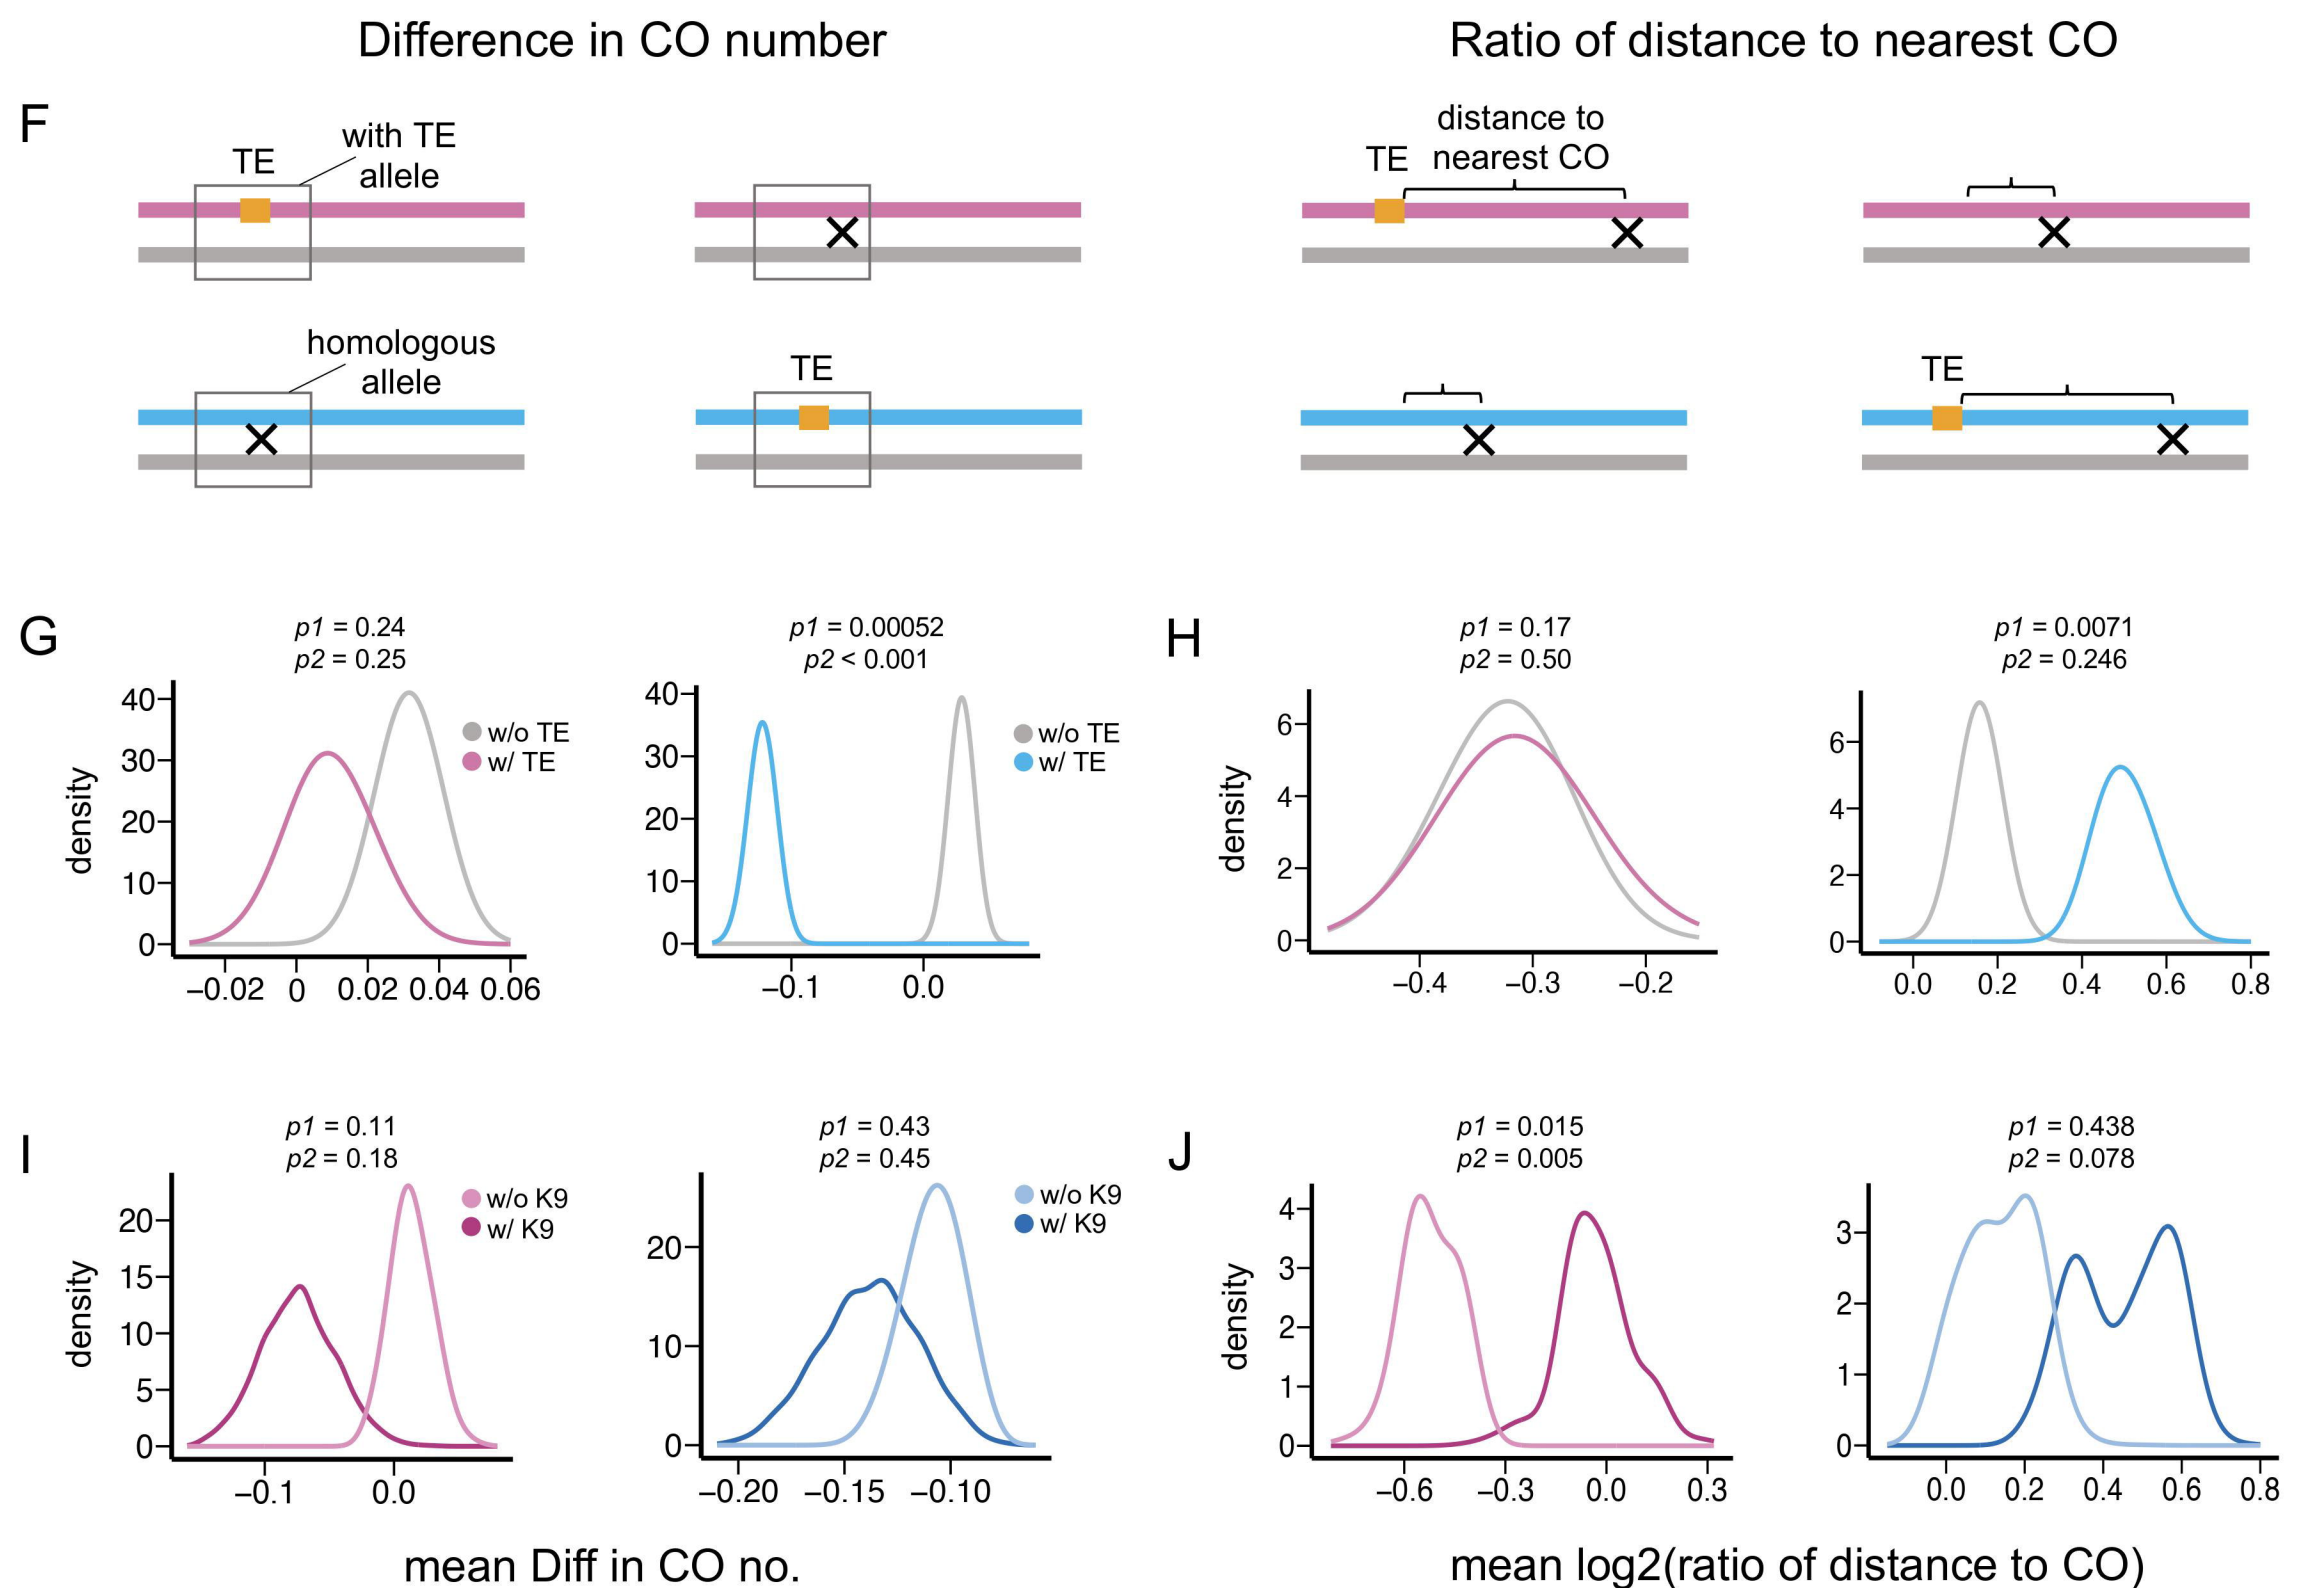 Difference in CO number
Ratio of distance to nearest CO
F
with TE
allele
TE
distance to
nearest CO
TE
homologous
allele
TE
TE
G
p1 = 0.24
p2 = 0.25
density
40
30
20
10
0
−0.02 0 0.02 0.04 0.06
w/o TE
w/ TE
p1 = 0.00052
p2 < 0.001
40
30
20
10
0
−0.1 0.0
w/o TE
w/ TE
H
p1 = 0.17
p2 = 0.50
density
6
4
2
0
−0.4 −0.3 −0.2
p1 = 0.0071
p2 = 0.246
6
4
2
0
0.0 0.2 0.4 0.6 0.8
I
p1 = 0.11
p2 = 0.18
density
20
15
10
5
0
−0.1 0.0
w/o K9
w/ K9
p1 = 0.43
p2 = 0.45
20
10
0
−0.20 −0.15 −0.10
w/o K9
w/ K9
J
p1 = 0.015
p2 = 0.005
density
4
3
2
1
0
−0.6 −0.3 0.0 0.3
p1 = 0.438
p2 = 0.078
3
2
1
0
0.0 0.2 0.4 0.6 0.8
mean Diff in CO no.
mean log2(ratio of distance to CO)